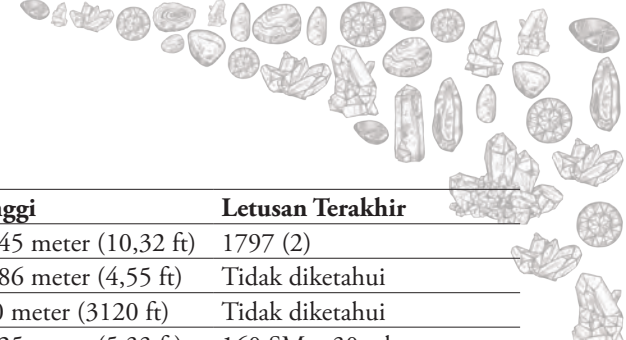 nggi Letusan Terakhir
45 meter (10,32 ft) 1797 (2)
86 meter (4,55 ft) Tidak diketahui
0 meter (3120 ft) Tidak diketahui